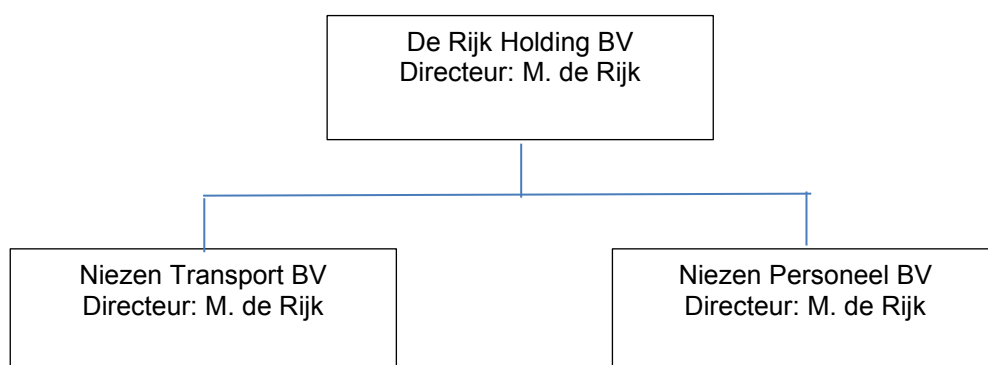 De Rijk Holding BV
Directeur: M. de Rijk
Niezen Transport BV
Directeur: M. de Rijk
Niezen Personeel BV
Directeur: M. de Rijk